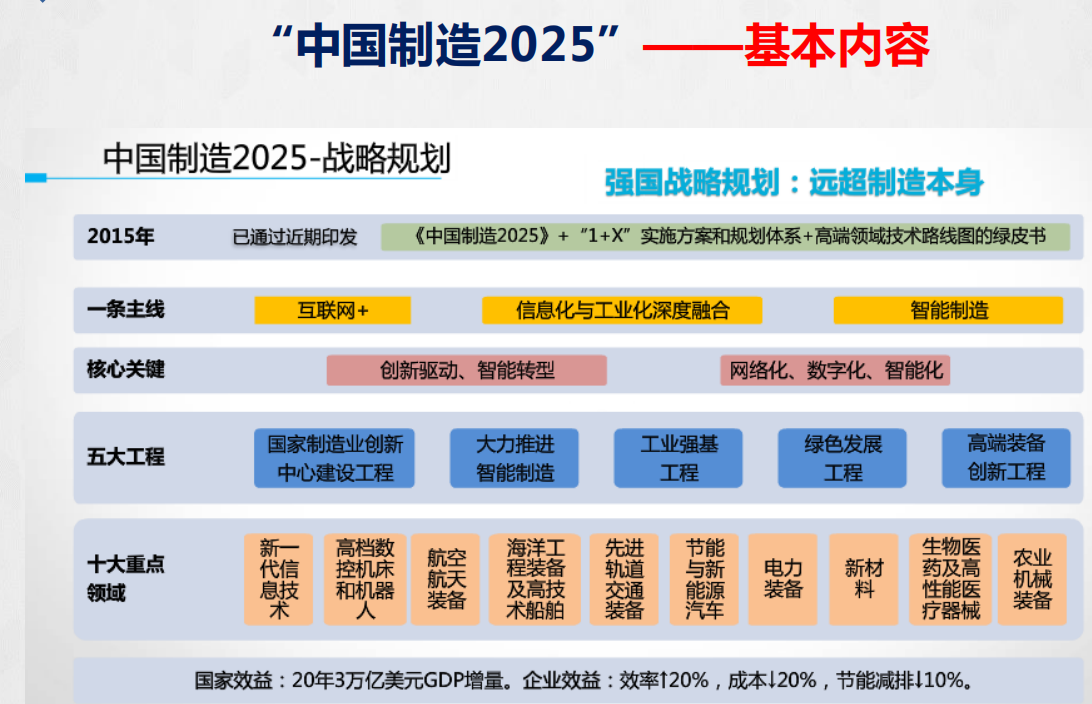 “中国制造2025”——基本内容
中国制造2025-战略规划
强国战略规划：远超制造本身
2015年
已通过近期印发
《中国制造2025》+“1+X”实施方案和规划体系+高端领域技术路线图的绿皮书
一条主线
互联网+
信息化与工业化深度融合
智能制造
核心关键
创新驱动、智能转型
网络化、数字化、智能化
五大工程
国家制造业创新
中心建设工程
大力推进
智能制造
工业强基
工程
绿色发展
工程
高端装备
创新工程
十大重点
领域
新一
代信
息技
术
高档数
控机床
和机器
人
航空
航天
装备
海洋工
程装备
及高技
术船舶
先进
轨道
交通
装备
节能
与新
能源
汽车
电力
装备
新材
料
生物医
药及高
性能医
疗器械
农业
机械
装备
国家效益：20年3万亿美元GDP增量。企业效益：效率↑20%，成本↓20%，节能减排↓10%。